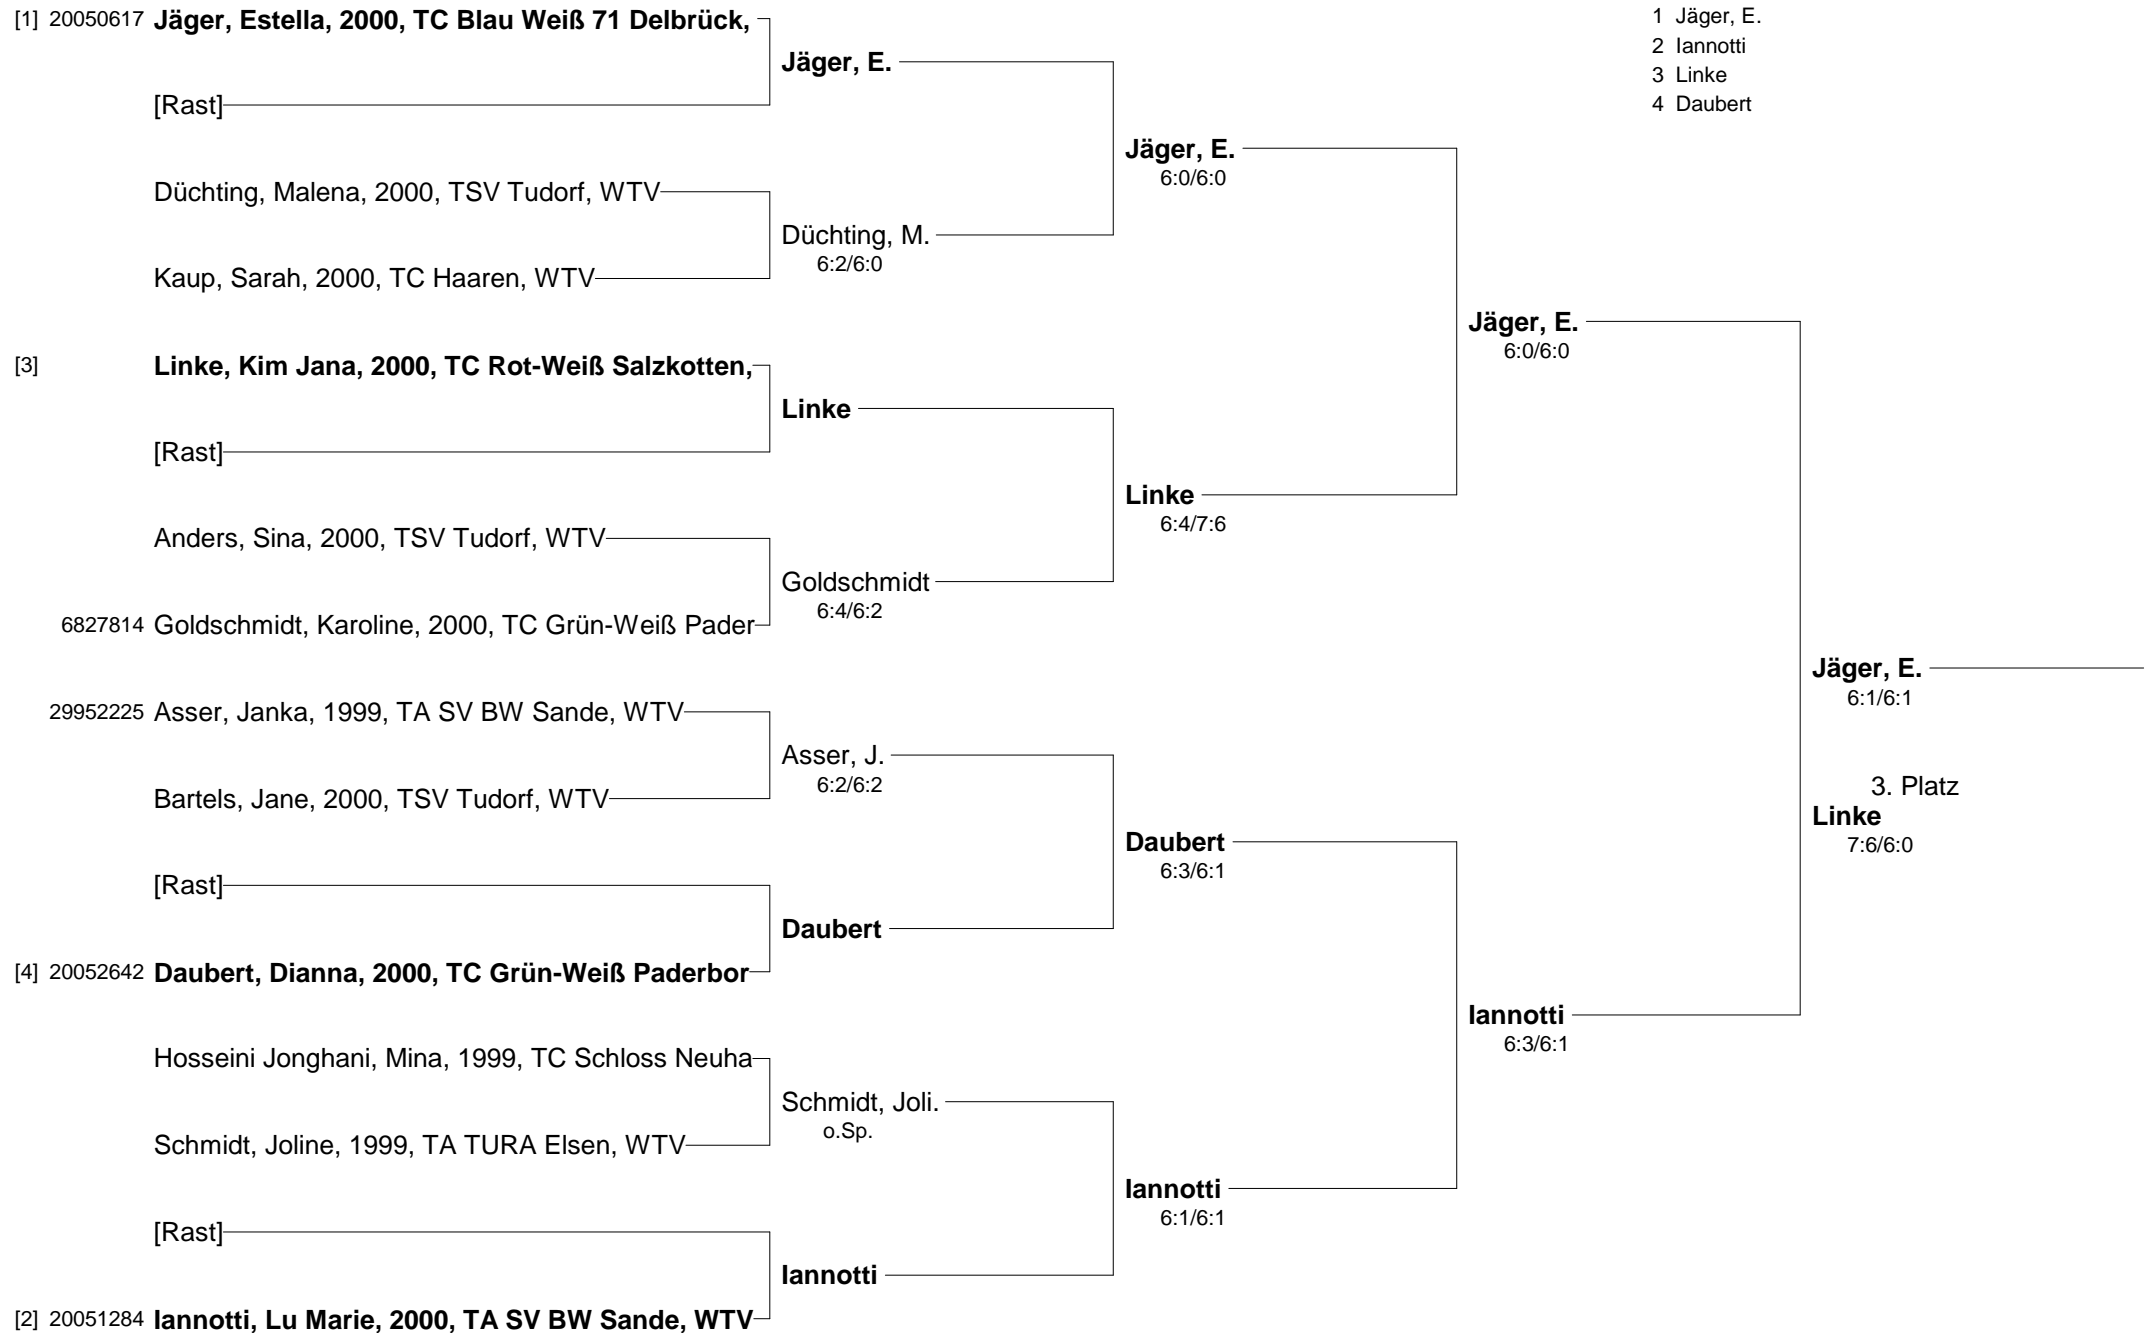 [1] 20050617 Jäger, Estella, 2000, TC Blau Weiß 71 Delbrück,
[Rast]
Düchting, Malena, 2000, TSV Tudorf, WTV
Kaup, Sarah, 2000, TC Haaren, WTV
[3] Linke, Kim Jana, 2000, TC Rot-Weiß Salzkotten,
[Rast]
Anders, Sina, 2000, TSV Tudorf, WTV
6827814 Goldschmidt, Karoline, 2000, TC Grün-Weiß Pader
29952225 Asser, Janka, 1999, TA SV BW Sande, WTV
Bartels, Jane, 2000, TSV Tudorf, WTV
[Rast]
[4] 20052642 Daubert, Dianna, 2000, TC Grün-Weiß Paderbor
Hosseini Jonghani, Mina, 1999, TC Schloss Neuha
Schmidt, Joline, 1999, TA TURA Elsen, WTV
[Rast]
[2] 20051284 Iannotti, Lu Marie, 2000, TA SV BW Sande, WTV
Jäger, E.
Düchting, M.
6:2/6:0
Linke
Goldschmidt
6:4/6:2
Asser, J.
6:2/6:2
Daubert
Schmidt, Joli.
o.Sp.
Iannotti
Jäger, E.
6:0/6:0
Linke
6:4/7:6
Daubert
6:3/6:1
Iannotti
6:1/6:1
Jäger, E.
6:0/6:0
Iannotti
6:3/6:1
Jäger, E.
6:1/6:1
3. Platz
Linke
7:6/6:0
1 Jäger, E.
2 Iannotti
3 Linke
4 Daubert